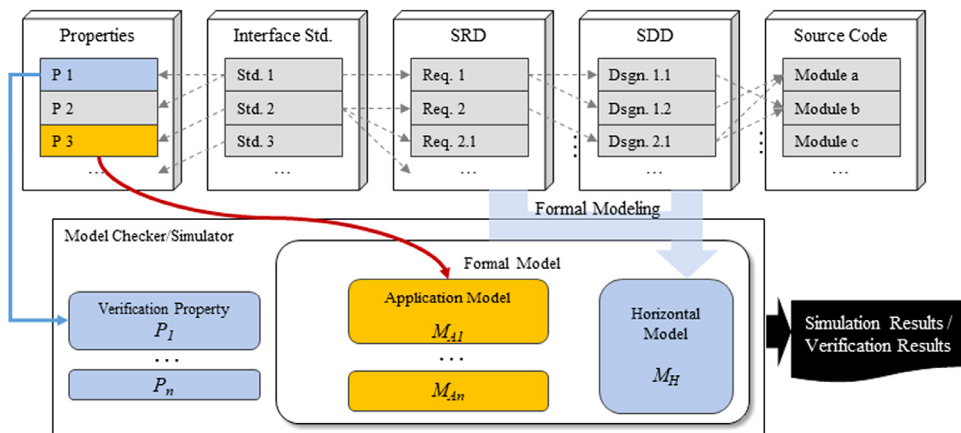 Properties
P 1
P 2
P 3
...
Interface Std.
Std. 1
Std. 2
Std. 3
...
SRD
Req. 1
Req. 2
Req. 2.1
...
SDD
Dsgn. 1.1
Dsgn. 1.2
Dsgn. 2.1
...
Source Code
Module a
Module b
Module c
...
Formal Modeling
Model Checker/Simulator
Formal Model
Verification Property
P1
...
Pn
Application Model
MA1
...
MAn
Horizontal
Model
MH
Simulation Results /
Verification Results